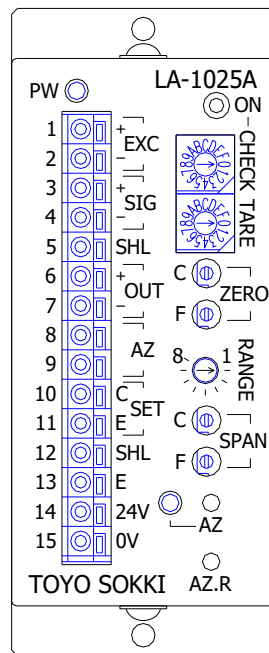 LA-1025A
PW
ON
CHECK TARE
1 + EXC
2 -
3 + SIG
4 -
5 SHL
6 + OUT
7 -
8 AZ
9
10 C SET
11 E
12 SHL
13 E
14 24V
15 0V
C ZERO
F
RANGE
8 1
C SPAN
F
AZ
TOYO SOKKI
AZ.R